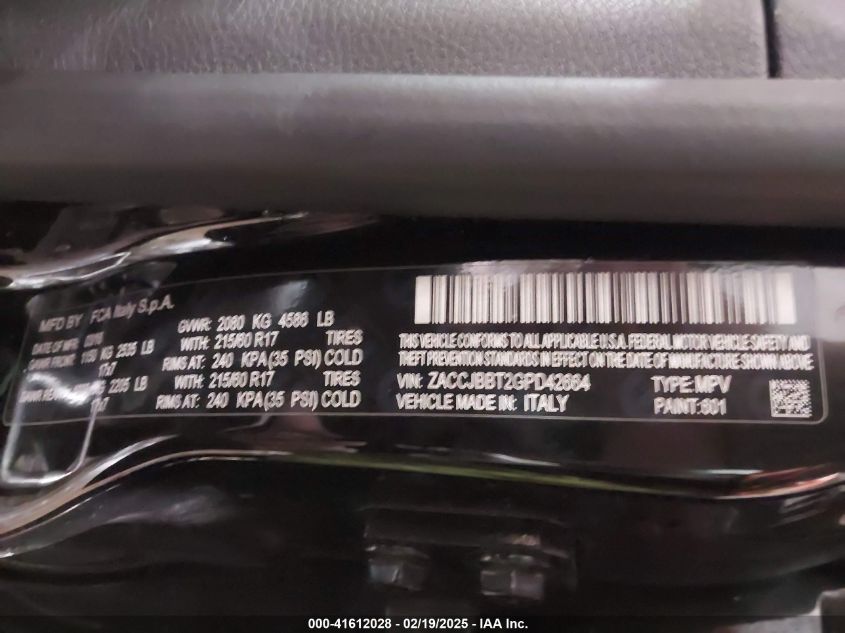 MFD BY FCA Italy S.p.A.
GVWR: 2080 KG 4586 LB
DATE OF MFR
WITH: 215/60 R17 TIRES
RIMS AT: 240 KPA (35 PSI) COLD
WITH: 215/60 R17 TIRES
RIMS AT: 240 KPA (35 PSI) COLD
THIS VEHICLE CONFORMS TO ALL APPLICABLE U.S.A. FEDERAL MOTOR VEHICLE SAFETY AND
THEFT PREVENTION STANDARDS IN EFFECT ON THE DATE OF MANUFACTURE SHOWN ABOVE
VIN: ZACCJBBT2GPD42664 TYPE: MPV
VEHICLE MADE IN: ITALY PAINT: 601
000-41612028 - 02/19/2025 - IAA, Inc.